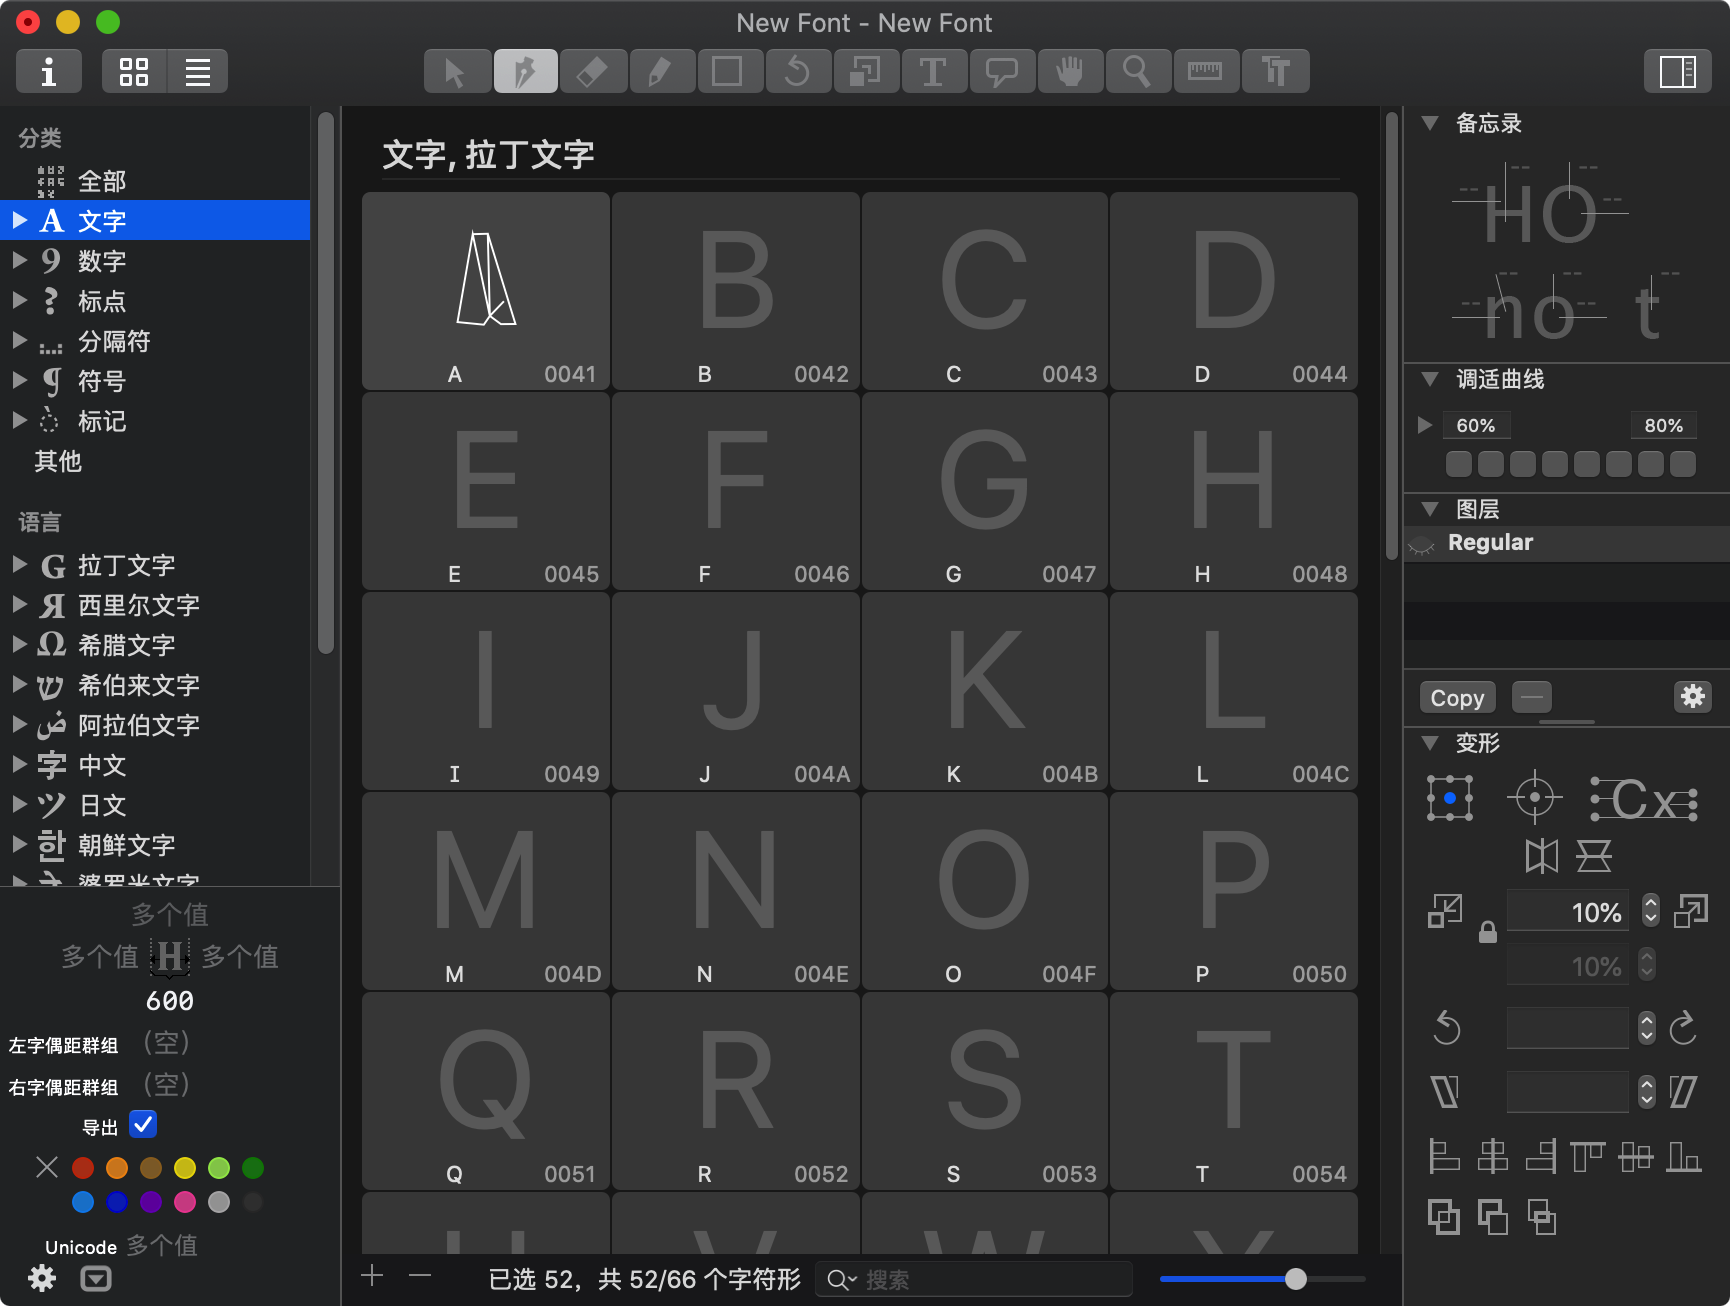 New Font - New Font
分类
全部
文字
数字
标点
分隔符
符号
标记
其他
语言
拉丁文字
西里尔文字
希腊文字
希伯来文字
阿拉伯文字
中文
日文
朝鲜文字
多个值
多个值 H 多个值
600
左字偶距群组 (空)
右字偶距群组 (空)
导出
Unicode 多个值
文字, 拉丁文字
B C D
A 0041 B 0042 C 0043 D 0044
E F G H
E 0045 F 0046 G 0047 H 0048
I J K L
I 0049 J 004A K 004B L 004C
M N O P
M 004D N 004E O 004F P 0050
Q R S T
Q 0051 R 0052 S 0053 T 0054
已选 52，共 52/66 个字符形
搜索
备忘录
HO
no t
调适曲线
60% 80%
图层
Regular
Copy
变形
Cx
10%
10%